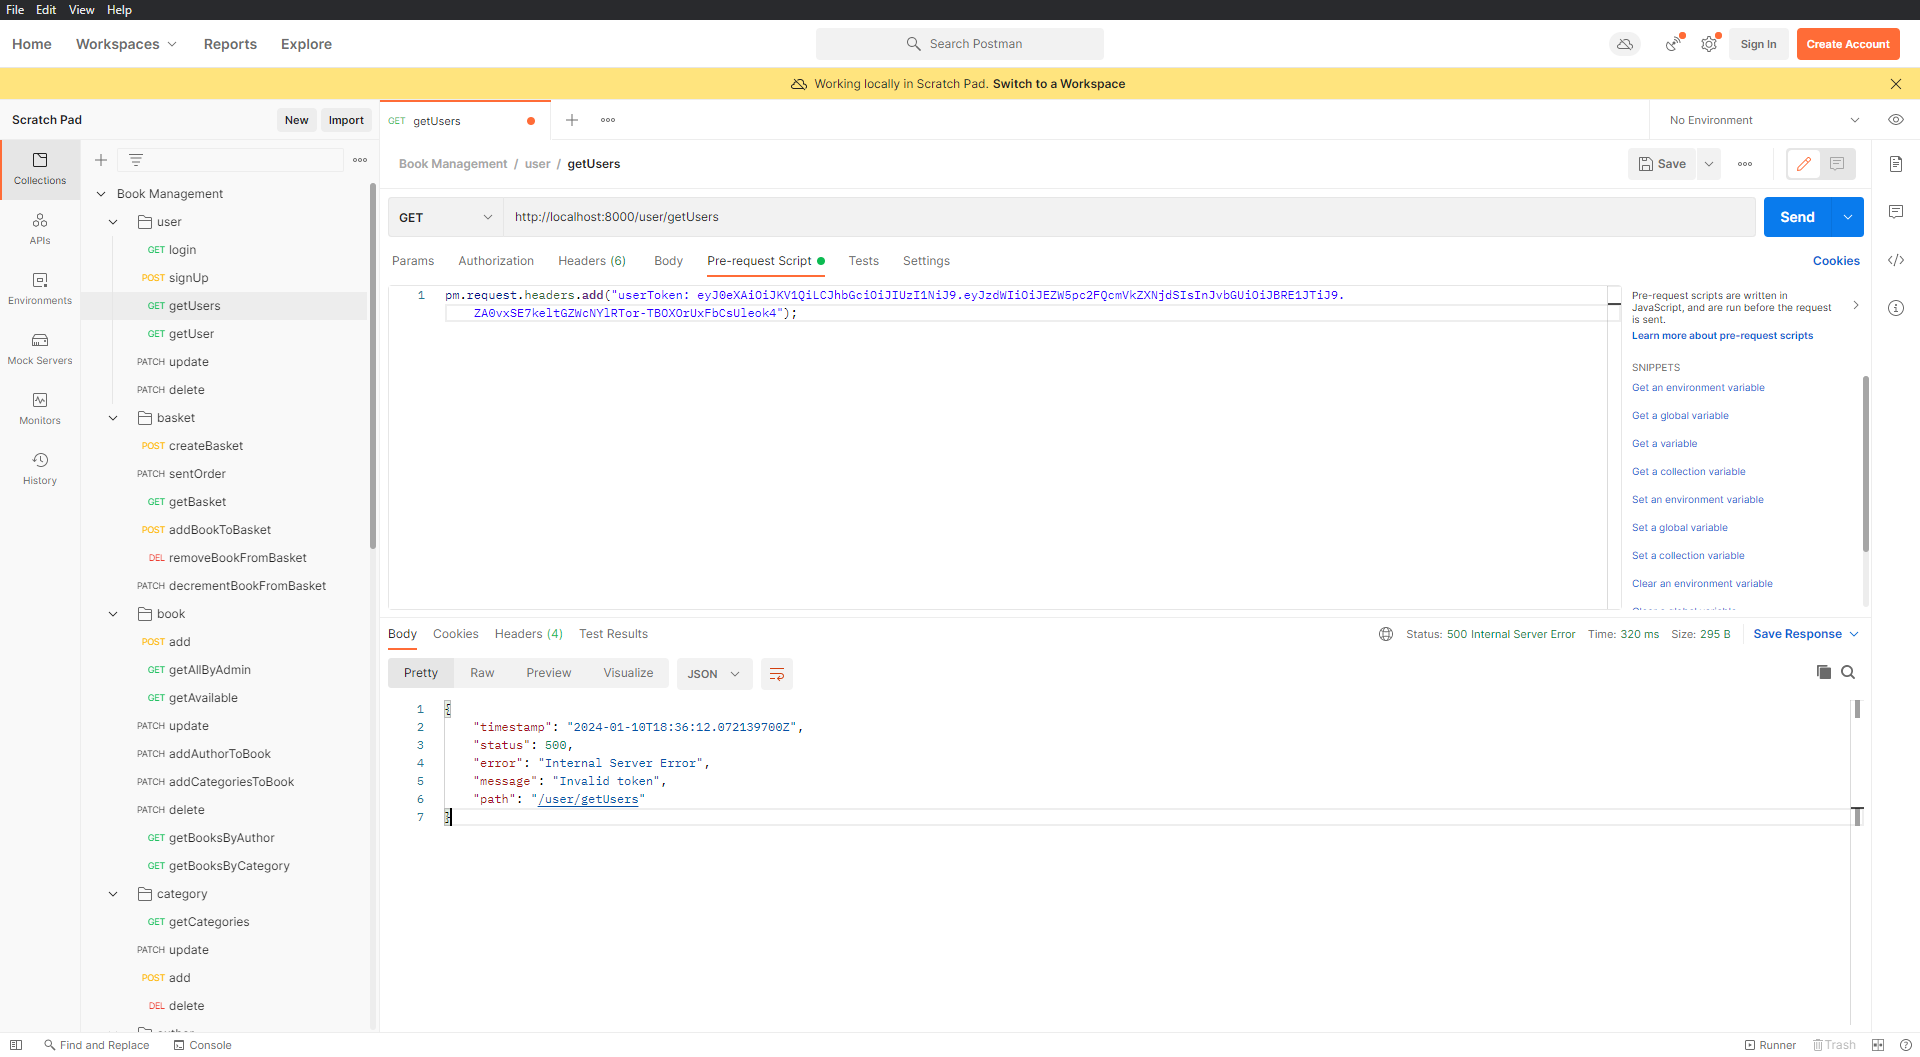 File Edit View Help
Home Workspaces Reports Explore Search Postman Sign In Create Account
Working locally in Scratch Pad. Switch to a Workspace
Scratch Pad New Import GET getUsers No Environment
Collections
APIs
Environments
Mock Servers
Monitors
History
Book Management
user
GET login
POST signUp
GET getUsers
GET getUser
PATCH update
PATCH delete
basket
POST createBasket
PATCH sentOrder
GET getBasket
POST addBookToBasket
DEL removeBookFromBasket
PATCH decrementBookFromBasket
book
POST add
GET getAllByAdmin
GET getAvailable
PATCH update
PATCH addAuthorToBook
PATCH addCategoriesToBook
PATCH delete
GET getBooksByAuthor
GET getBooksByCategory
category
GET getCategories
PATCH update
POST add
DEL delete
Book Management / user / getUsers Save
GET http://localhost:8000/user/getUsers Send
Params Authorization Headers (6) Body Pre-request Script Tests Settings Cookies
1 pm.request.headers.add("userToken: eyJ0eXAiOiJKV1QiLCJhbGciOiJIUzI1NiJ9.eyJzdWIiOiJEZW5pc2FQcmVkZXNjdSIsInJvbGUiOiJBRE1JTiJ9.
ZA0vxSE7keltGZWcNYlRTor-TBOXOrUxFbCsUleok4");
Pre-request scripts are written in
JavaScript, and are run before the request
is sent.
Learn more about pre-request scripts
SNIPPETS
Get an environment variable
Get a global variable
Get a variable
Get a collection variable
Set an environment variable
Set a global variable
Set a collection variable
Clear an environment variable
Body Cookies Headers (4) Test Results Status: 500 Internal Server Error Time: 320 ms Size: 295 B Save Response
Pretty Raw Preview Visualize JSON
1 {
2 "timestamp": "2024-01-10T18:36:12.072139700Z",
3 "status": 500,
4 "error": "Internal Server Error",
5 "message": "Invalid token",
6 "path": "/user/getUsers"
7 }
Find and Replace Console Runner Trash